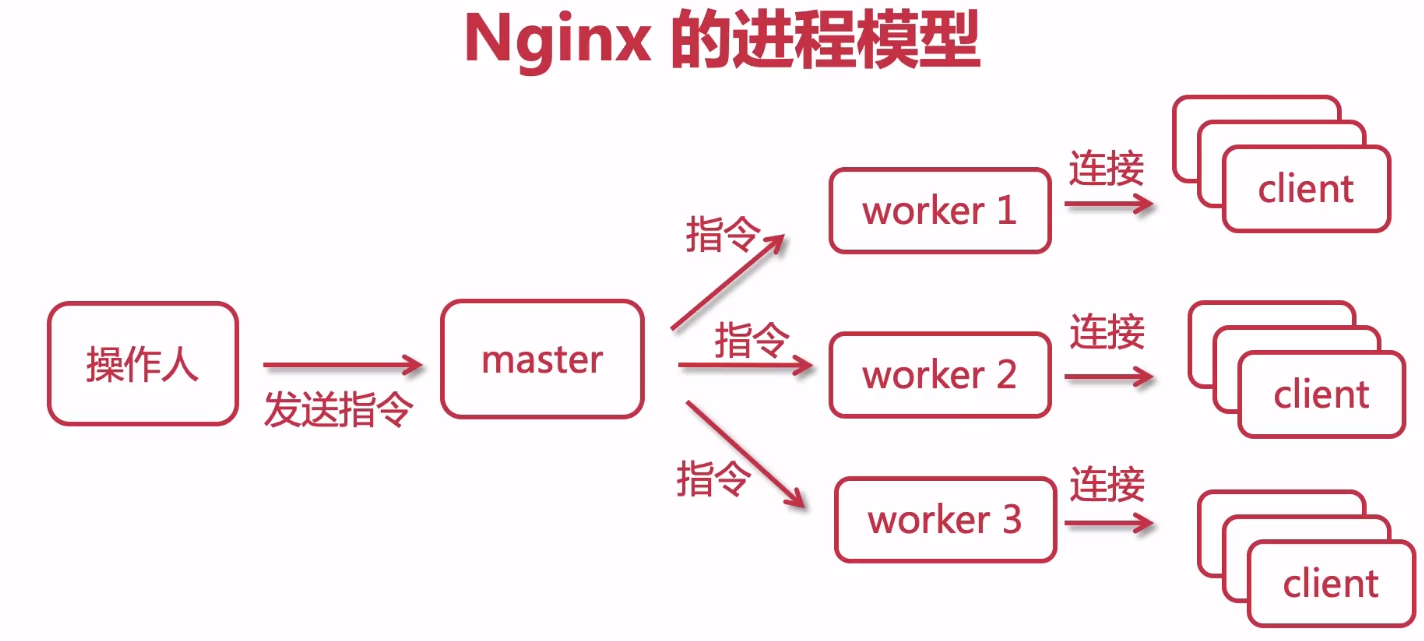 Nginx 的进程模型
操作人
发送指令
master
指令
指令
指令
worker 1
worker 2
worker 3
连接
连接
连接
client
client
client